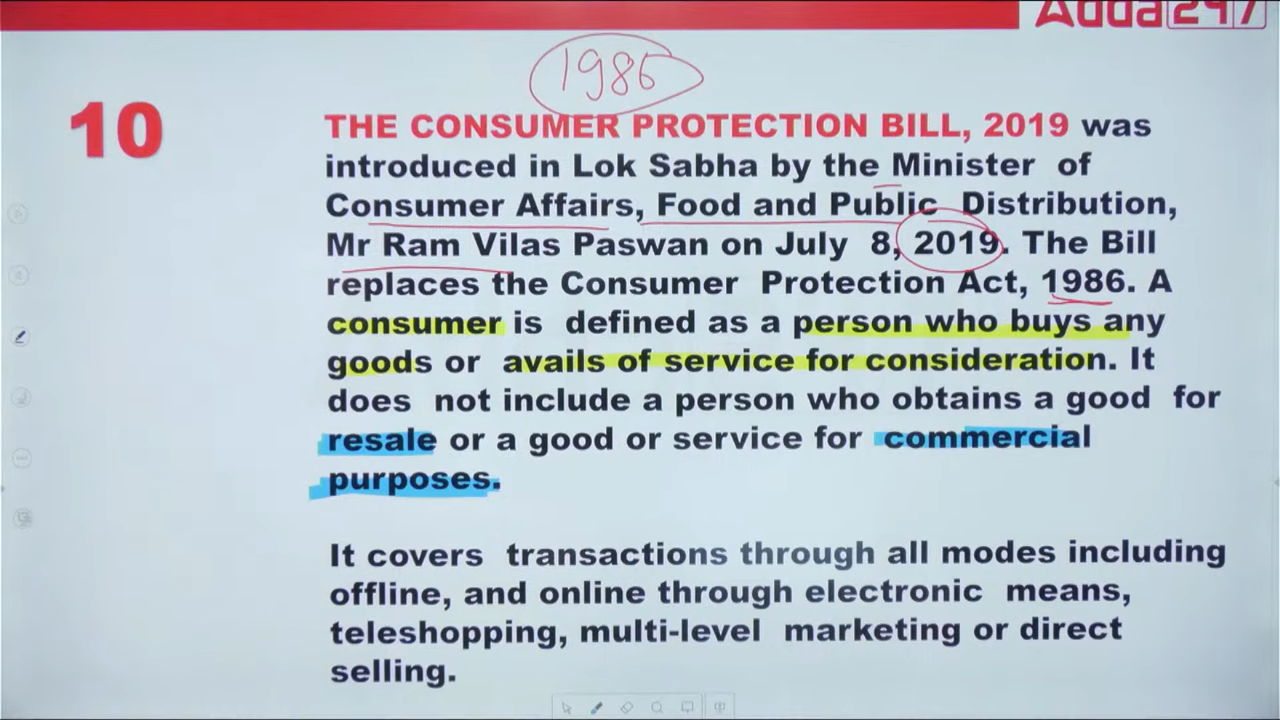 Adda247
1986
10
THE CONSUMER PROTECTION BILL, 2019 was
introduced in Lok Sabha by the Minister of
Consumer Affairs, Food and Public Distribution,
Mr Ram Vilas Paswan on July 8, 2019. The Bill
replaces the Consumer Protection Act, 1986. A
consumer is defined as a person who buys any
goods or avails of service for consideration. It
does not include a person who obtains a good for
resale or a good or service for commercial
purposes.
It covers transactions through all modes including
offline, and online through electronic means,
teleshopping, multi-level marketing or direct
selling.